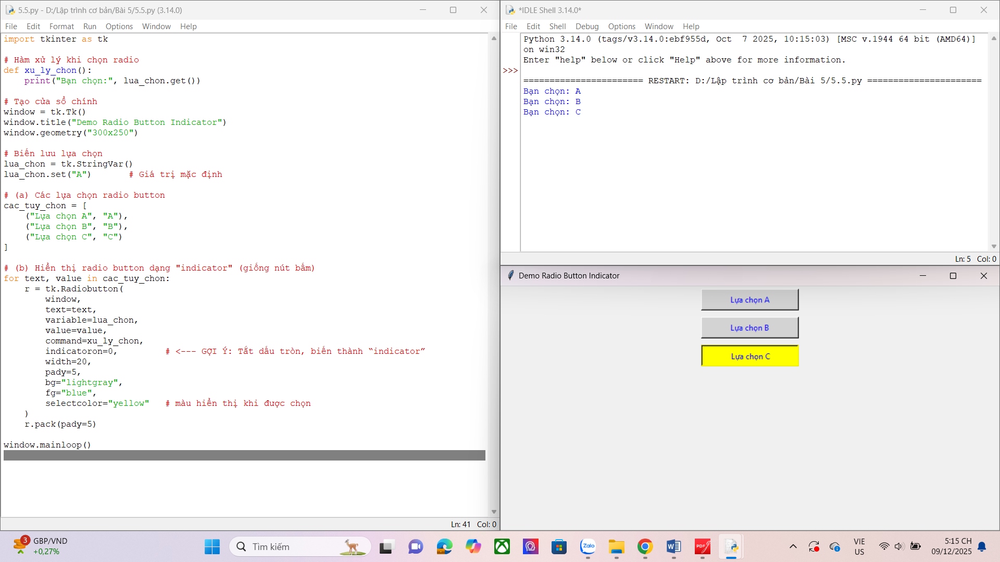 5.5.py - D:/Lập trình cơ bản/Bài 5/5.5.py (3.14.0)
File Edit Format Run Options Window Help
import tkinter as tk
# Hàm xử lý khi chọn radio
def xu_ly_chon():
    print("Bạn chọn:", lua_chon.get())
# Tạo cửa sổ chính
window = tk.Tk()
window.title("Demo Radio Button Indicator")
window.geometry("300x250")
# Biến lưu lựa chọn
lua_chon = tk.StringVar()
lua_chon.set("A")       # Giá trị mặc định
# (a) Các lựa chọn radio button
cac_tuy_chon = [
    ("Lựa chọn A", "A"),
    ("Lựa chọn B", "B"),
    ("Lựa chọn C", "C")
]
# (b) Hiển thị radio button dạng "indicator" (giống nút bấm)
for text, value in cac_tuy_chon:
    r = tk.Radiobutton(
        window,
        text=text,
        variable=lua_chon,
        value=value,
        command=xu_ly_chon,
        indicatoron=0,         # <--- GỢI Ý: Tắt dấu tròn, biến thành “indicator”
        width=20,
        pady=5,
        bg="lightgray",
        fg="blue",
        selectcolor="yellow"   # màu hiển thị khi được chọn
    )
    r.pack(pady=5)
window.mainloop()
Ln: 41 Col: 0
*IDLE Shell 3.14.0*
File Edit Shell Debug Options Window Help
Python 3.14.0 (tags/v3.14.0:ebf955d, Oct  7 2025, 10:15:03) [MSC v.1944 64 bit (AMD64)]
on win32
Enter "help" below or click "Help" above for more information.
>>>
======================= RESTART: D:/Lập trình cơ bản/Bài 5/5.5.py ======================
Bạn chọn: A
Bạn chọn: B
Bạn chọn: C
Ln: 5 Col: 0
Demo Radio Button Indicator
Lựa chọn A
Lựa chọn B
Lựa chọn C
3
GBP/VND
+0,27%
Tìm kiếm
Zalo
W
PDF
VIE
US
5:15 CH
09/12/2025